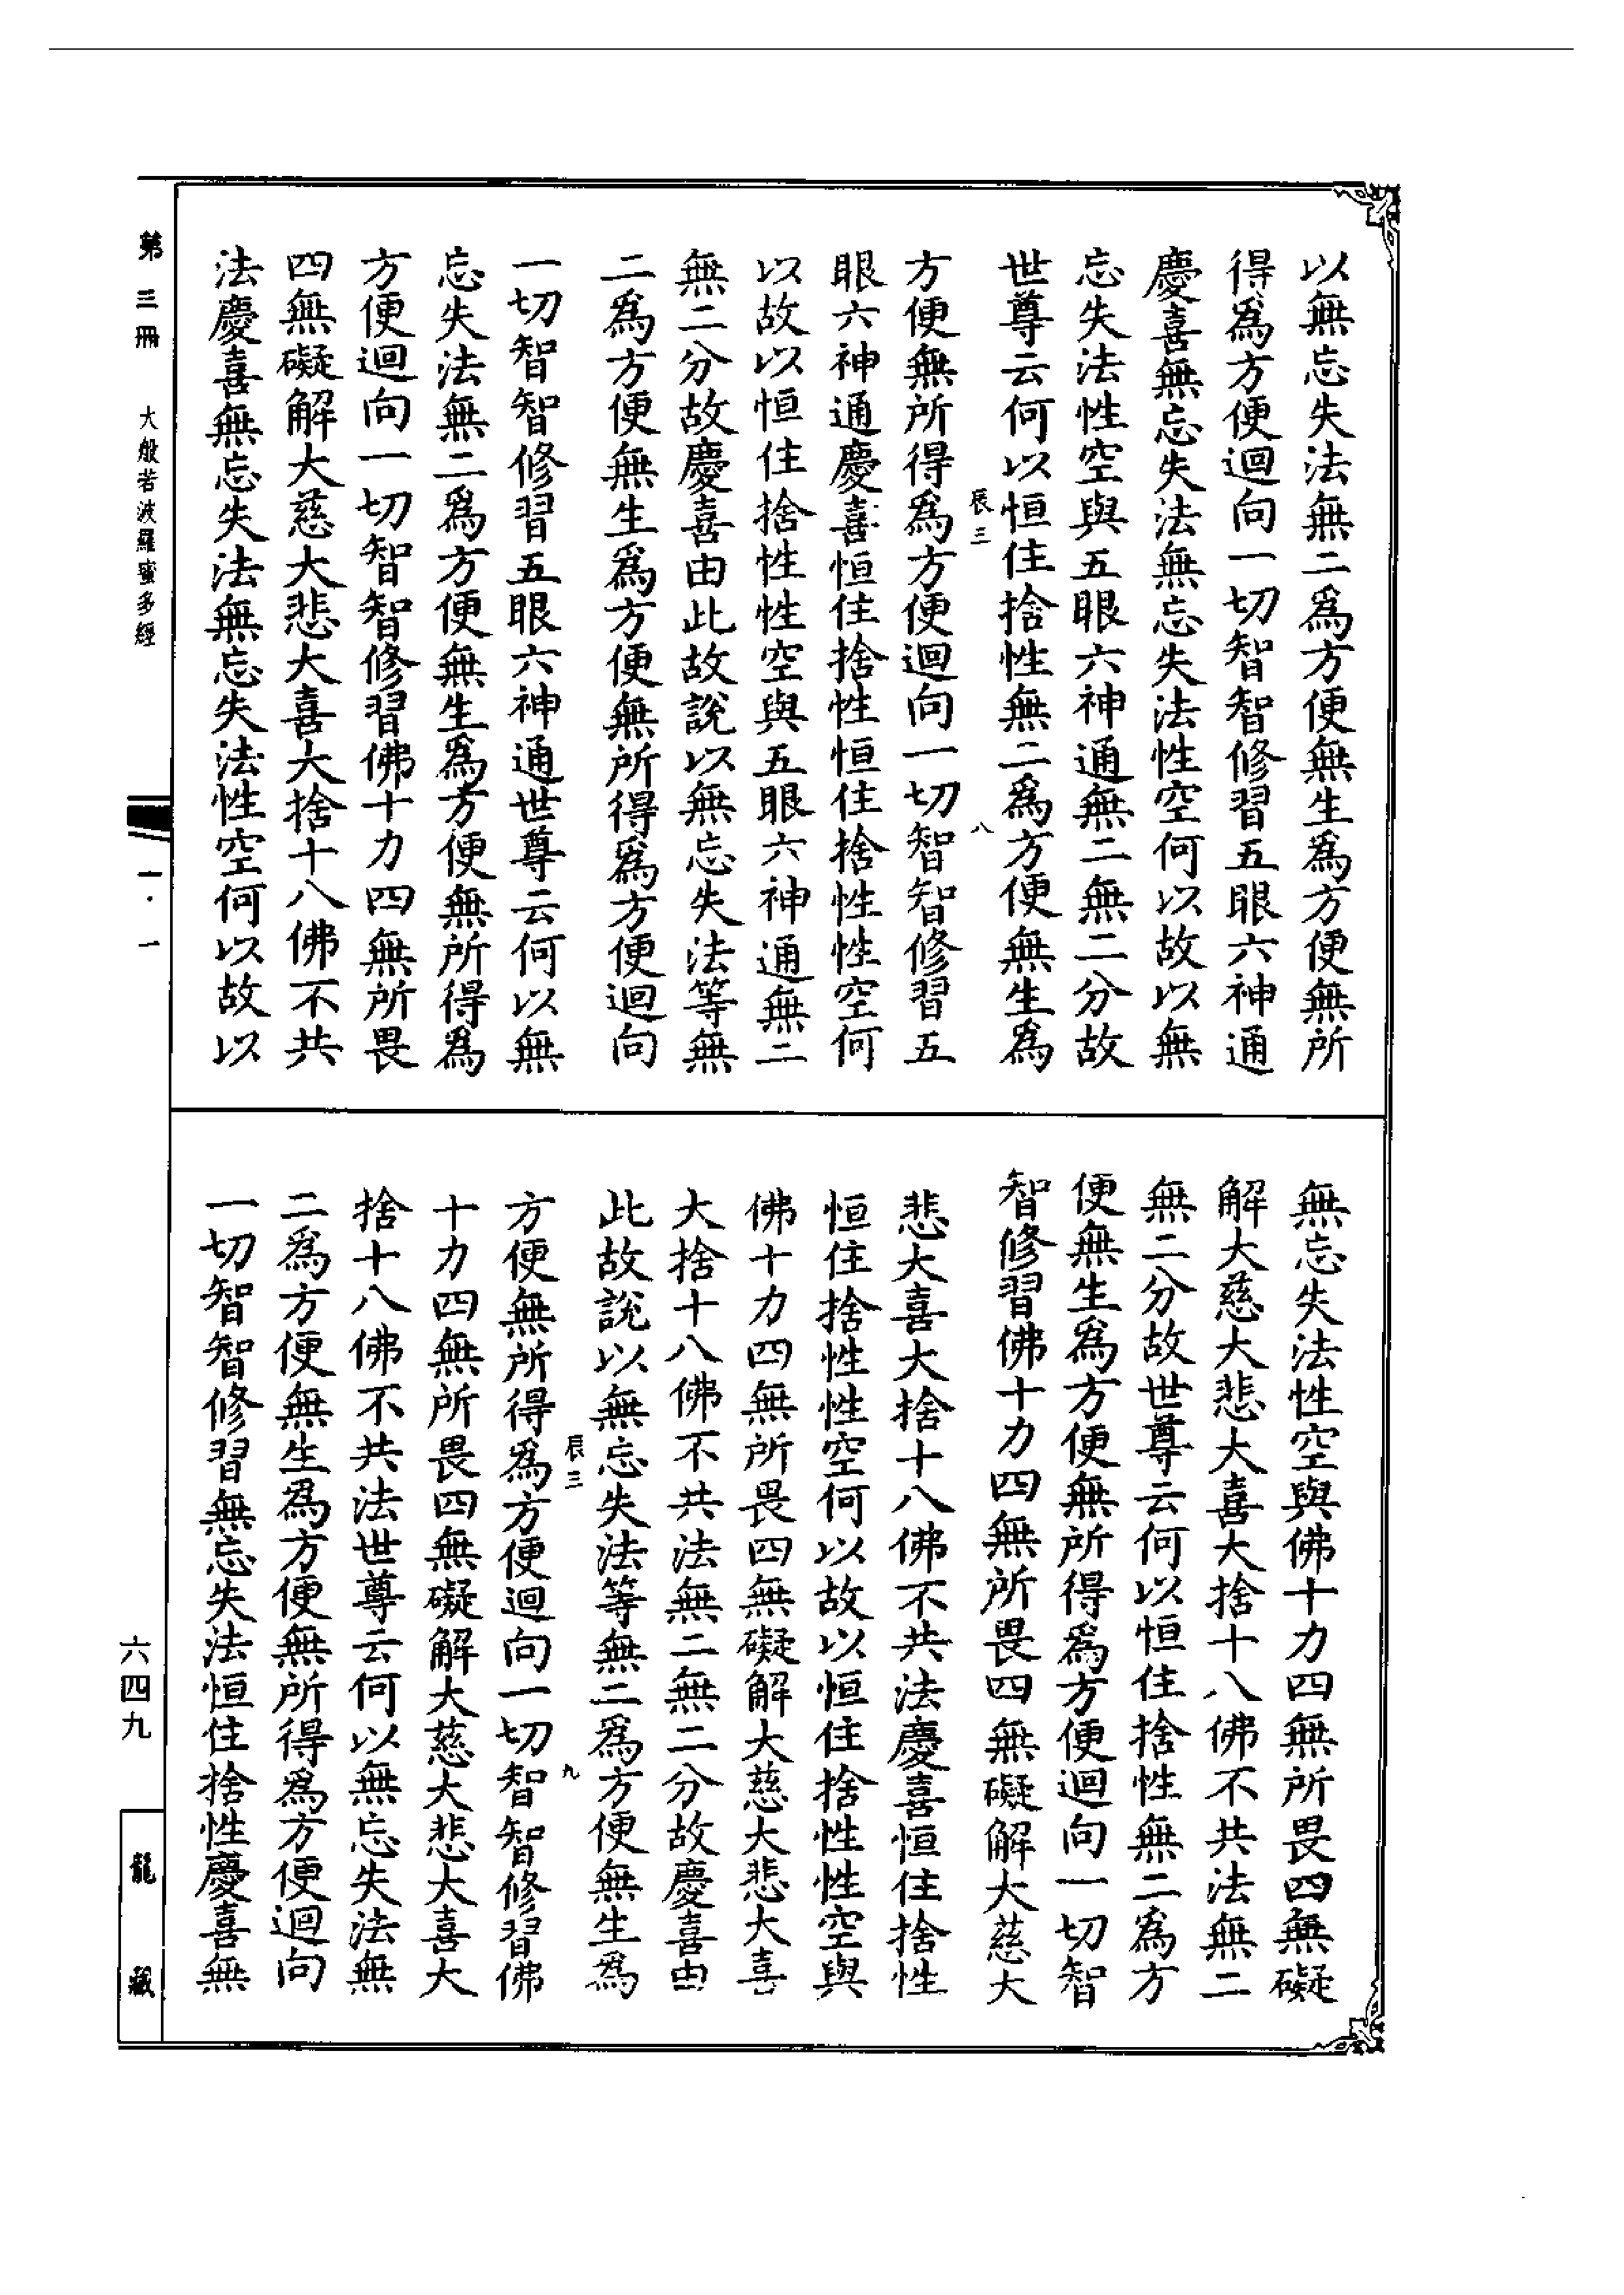 以無忘失法無二爲方便無生爲方便無所
得爲方便迴向一切智智修習五眼六神通
慶喜無忘失法無忘失法性空何以故以無
忘失法性空與五眼六神通無二無二分故
世尊云何以恒住捨性無二爲方便無生爲
辰三 八
方便無所得爲方便迴向一切智智修習五
眼六神通慶喜恒住捨性恒住捨性性空何
以故以恒住捨性性空與五眼六神通無二
無二分故慶喜由此故說以無忘失法等無
二爲方便無生爲方便無所得爲方便迴向
一切智智修習五眼六神通世尊云何以無
忘失法無二爲方便無生爲方便無所得爲
方便迴向一切智智修習佛十力四無所畏
四無礙解大慈大悲大喜大捨十八佛不共
法慶喜無忘失法無忘失法性空何以故以
無忘失法性空與佛十力四無所畏四無礙
解大慈大悲大喜大捨十八佛不共法無二
無二分故世尊云何以恒住捨性無二爲方
便無生爲方便無所得爲方便迴向一切智
智修習佛十力四無所畏四無礙解大慈大
悲大喜大捨十八佛不共法慶喜恒住捨性
恒住捨性性空何以故以恒住捨性性空與
佛十力四無所畏四無礙解大慈大悲大喜
大捨十八佛不共法無二無二分故慶喜由
此故說以無忘失法等無二爲方便無生爲
辰三 九
方便無所得爲方便迴向一切智智修習佛
十力四無所畏四無礙解大慈大悲大喜大
捨十八佛不共法世尊云何以無忘失法無
二爲方便無生爲方便無所得爲方便迴向
一切智智修習無忘失法恒住捨性慶喜無
第三冊 大般若波羅蜜多經 一·一
六四九
龍藏